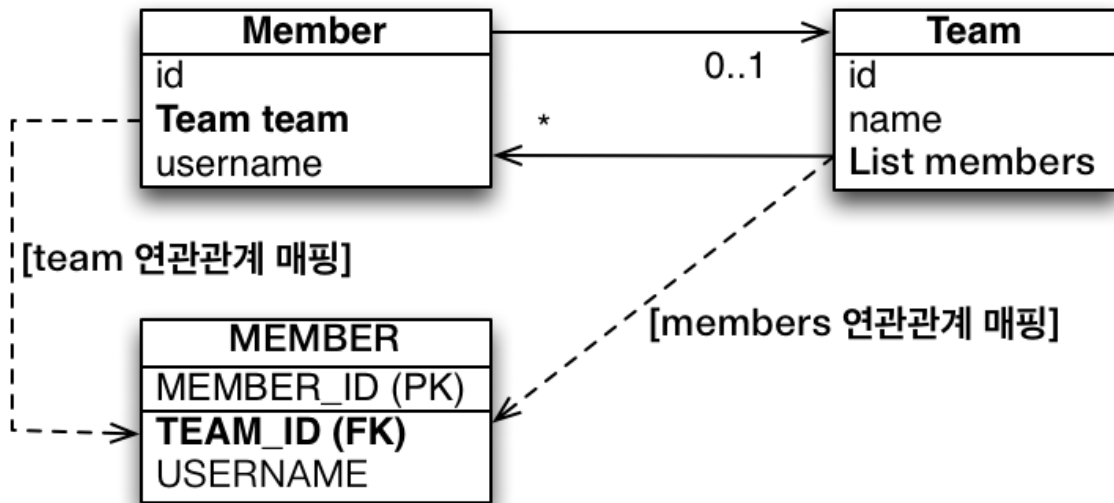 Member
id
Team team
username
0..1
*
Team
id
name
List members
[team 연관관계 매핑]
[members 연관관계 매핑]
MEMBER
MEMBER_ID (PK)
TEAM_ID (FK)
USERNAME